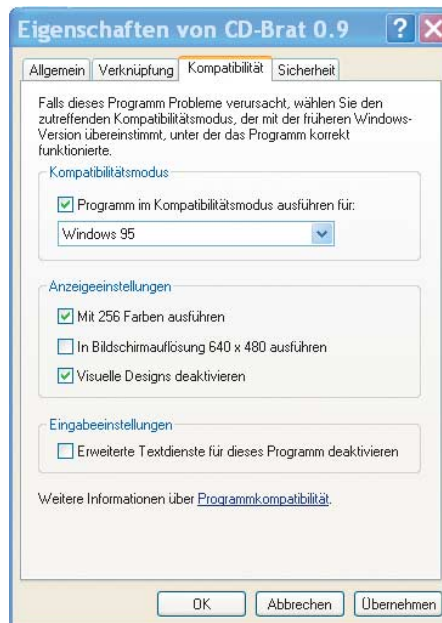 Eigenschaften von CD-Brat 0.9
Allgemein Verknüpfung Kompatibilität Sicherheit
Falls dieses Programm Probleme verursacht, wählen Sie den
zutreffenden Kompatibilitätsmodus, der mit der früheren Windows-
Version übereinstimmt, unter der das Programm korrekt
funktionierte.
Kompatibilitätsmodus
Programm im Kompatibilitätsmodus ausführen für:
Windows 95
Anzeigeeinstellungen
Mit 256 Farben ausführen
In Bildschirmauflösung 640 x 480 ausführen
Visuelle Designs deaktivieren
Eingabeeinstellungen
Erweiterte Textdienste für dieses Programm deaktivieren
Weitere Informationen über Programmkompatibilität.
OK Abbrechen Übernehmen